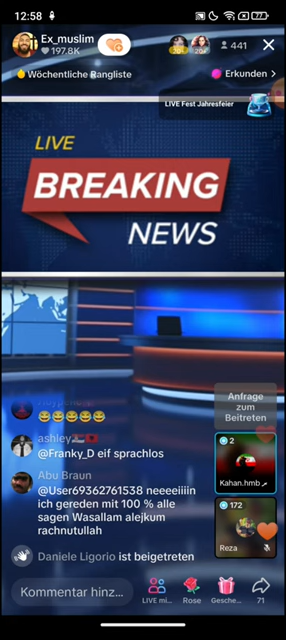 12:58
77
Ex_muslim
197.8K
441
Wöchentliche Rangliste
Erkunden >
LIVE Fest Jahresfeier
LIVE
BREAKING
NEWS
Anfrage
zum
Beitreten
ashley
@Franky_D eif sprachlos
Abu Braun
@User69362761538 neeeeiiiin
ich gereden mit 100 % alle
sagen Wasallam alejkum
rachnutullah
2
Kahan.hmb
172
Reza
Daniele Ligorio ist beigetreten
Kommentar hinz...
LIVE mi...
Rose
Gesche...
71